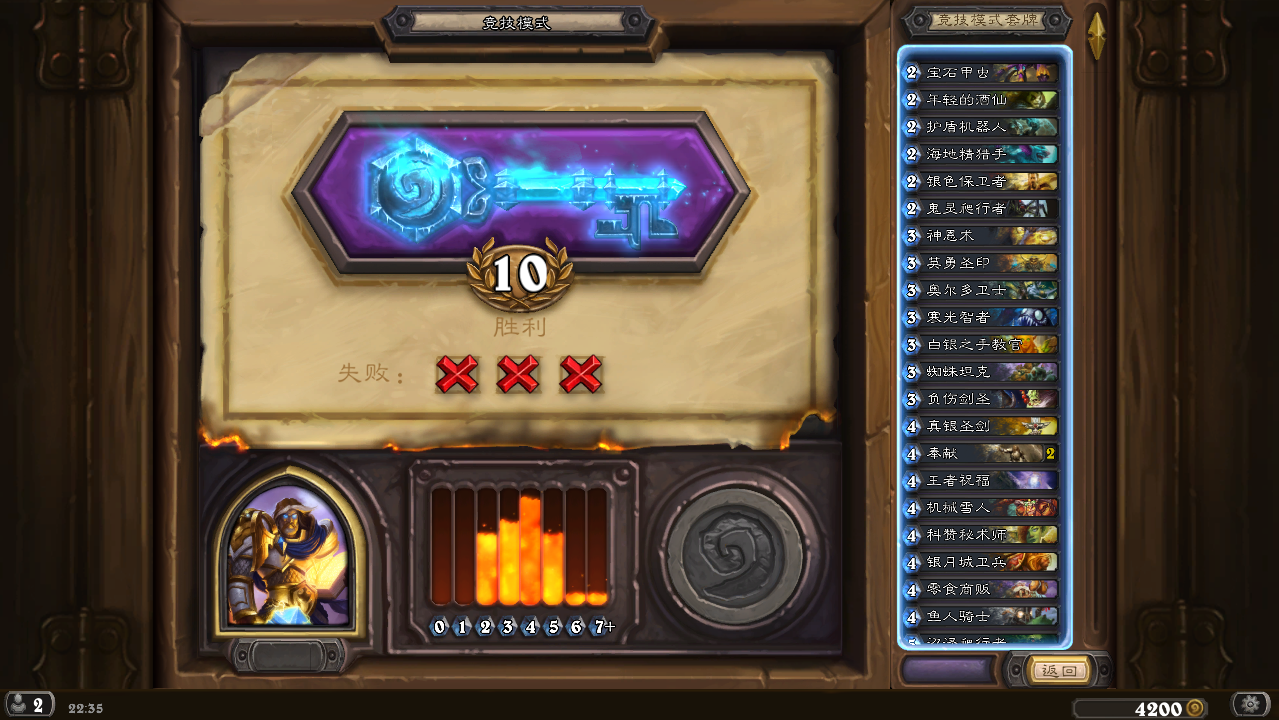 竞技模式
竞技模式套牌
10
胜利
失败：
0 1 2 3 4 5 6 7+
2 宝石甲虫
2 年轻的酒仙
2 护盾机器人
2 海地精猎手
2 银色保卫者
2 鬼灵爬行者
3 神恩术
3 英勇圣印
3 奥尔多卫士
3 寒光智者
3 白银之手教官
3 蜘蛛坦克
3 负伤剑圣
4 真银圣剑
4 奉献 2
4 王者祝福
4 机械雪人
4 科赞秘术师
4 银月城卫兵
4 零食商贩
4 鱼人骑士
返回
2
22:35
4200